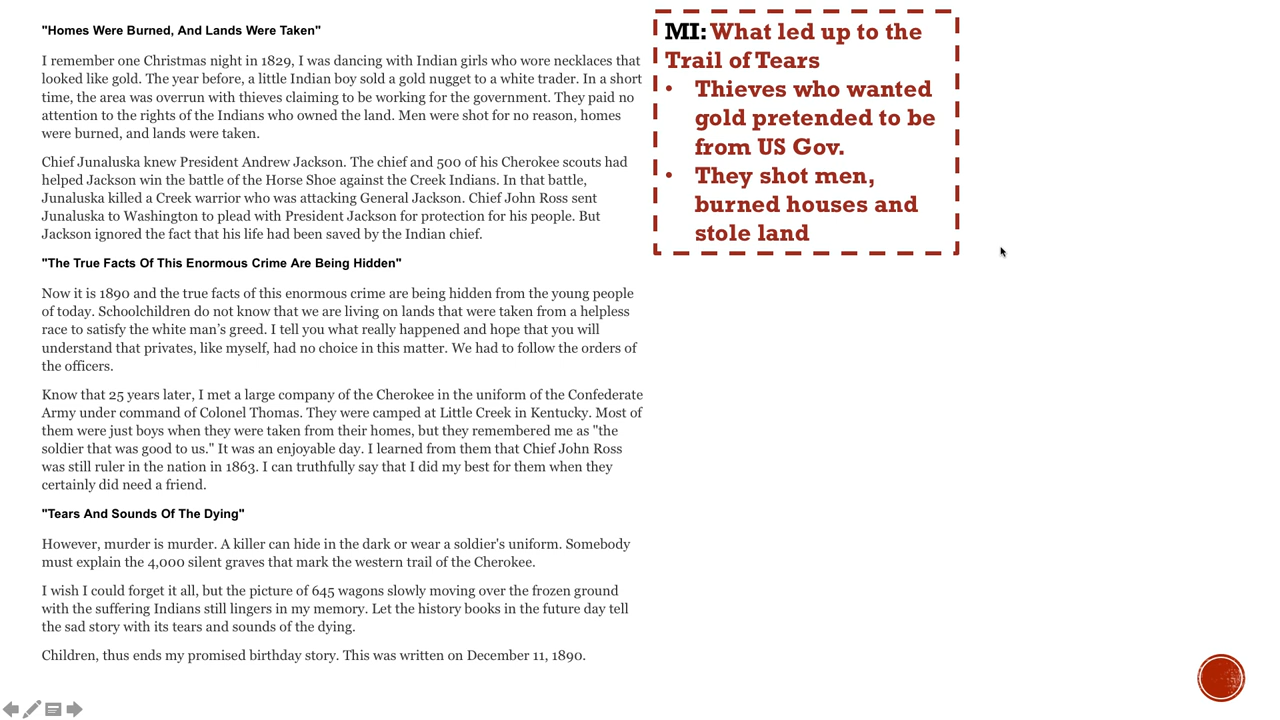 "Homes Were Burned, And Lands Were Taken"
I remember one Christmas night in 1829, I was dancing with Indian girls who wore necklaces that
looked like gold. The year before, a little Indian boy sold a gold nugget to a white trader. In a short
time, the area was overrun with thieves claiming to be working for the government. They paid no
attention to the rights of the Indians who owned the land. Men were shot for no reason, homes
were burned, and lands were taken.
Chief Junaluska knew President Andrew Jackson. The chief and 500 of his Cherokee scouts had
helped Jackson win the battle of the Horse Shoe against the Creek Indians. In that battle,
Junaluska killed a Creek warrior who was attacking General Jackson. Chief John Ross sent
Junaluska to Washington to plead with President Jackson for protection for his people. But
Jackson ignored the fact that his life had been saved by the Indian chief.
"The True Facts Of This Enormous Crime Are Being Hidden"
Now it is 1890 and the true facts of this enormous crime are being hidden from the young people
of today. Schoolchildren do not know that we are living on lands that were taken from a helpless
race to satisfy the white man's greed. I tell you what really happened and hope that you will
understand that privates, like myself, had no choice in this matter. We had to follow the orders of
the officers.
Know that 25 years later, I met a large company of the Cherokee in the uniform of the Confederate
Army under command of Colonel Thomas. They were camped at Little Creek in Kentucky. Most of
them were just boys when they were taken from their homes, but they remembered me as "the
soldier that was good to us." It was an enjoyable day. I learned from them that Chief John Ross
was still ruler in the nation in 1863. I can truthfully say that I did my best for them when they
certainly did need a friend.
"Tears And Sounds Of The Dying"
However, murder is murder. A killer can hide in the dark or wear a soldier's uniform. Somebody
must explain the 4,000 silent graves that mark the western trail of the Cherokee.
I wish I could forget it all, but the picture of 645 wagons slowly moving over the frozen ground
with the suffering Indians still lingers in my memory. Let the history books in the future day tell
the sad story with its tears and sounds of the dying.
Children, thus ends my promised birthday story. This was written on December 11, 1890.
MI: What led up to the
Trail of Tears
• Thieves who wanted
gold pretended to be
from US Gov.
• They shot men,
burned houses and
stole land